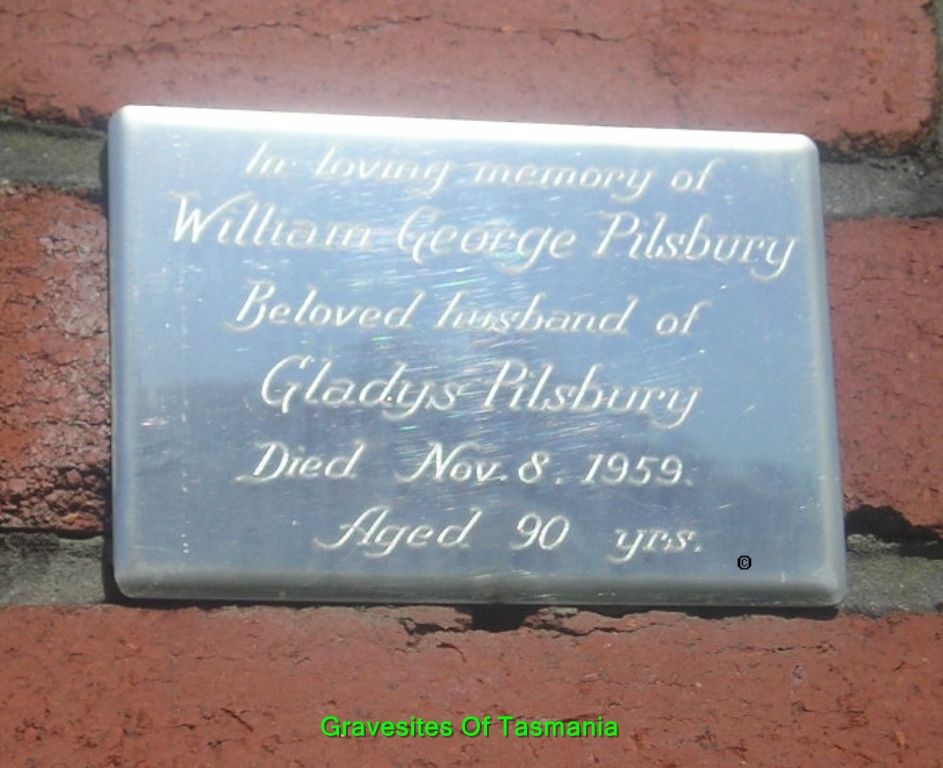 In loving memory of
William George Pilsbury
Beloved husband of
Gladys Pilsbury
Died Nov. 8. 1959.
Aged 90 yrs.
©
Gravesites Of Tasmania